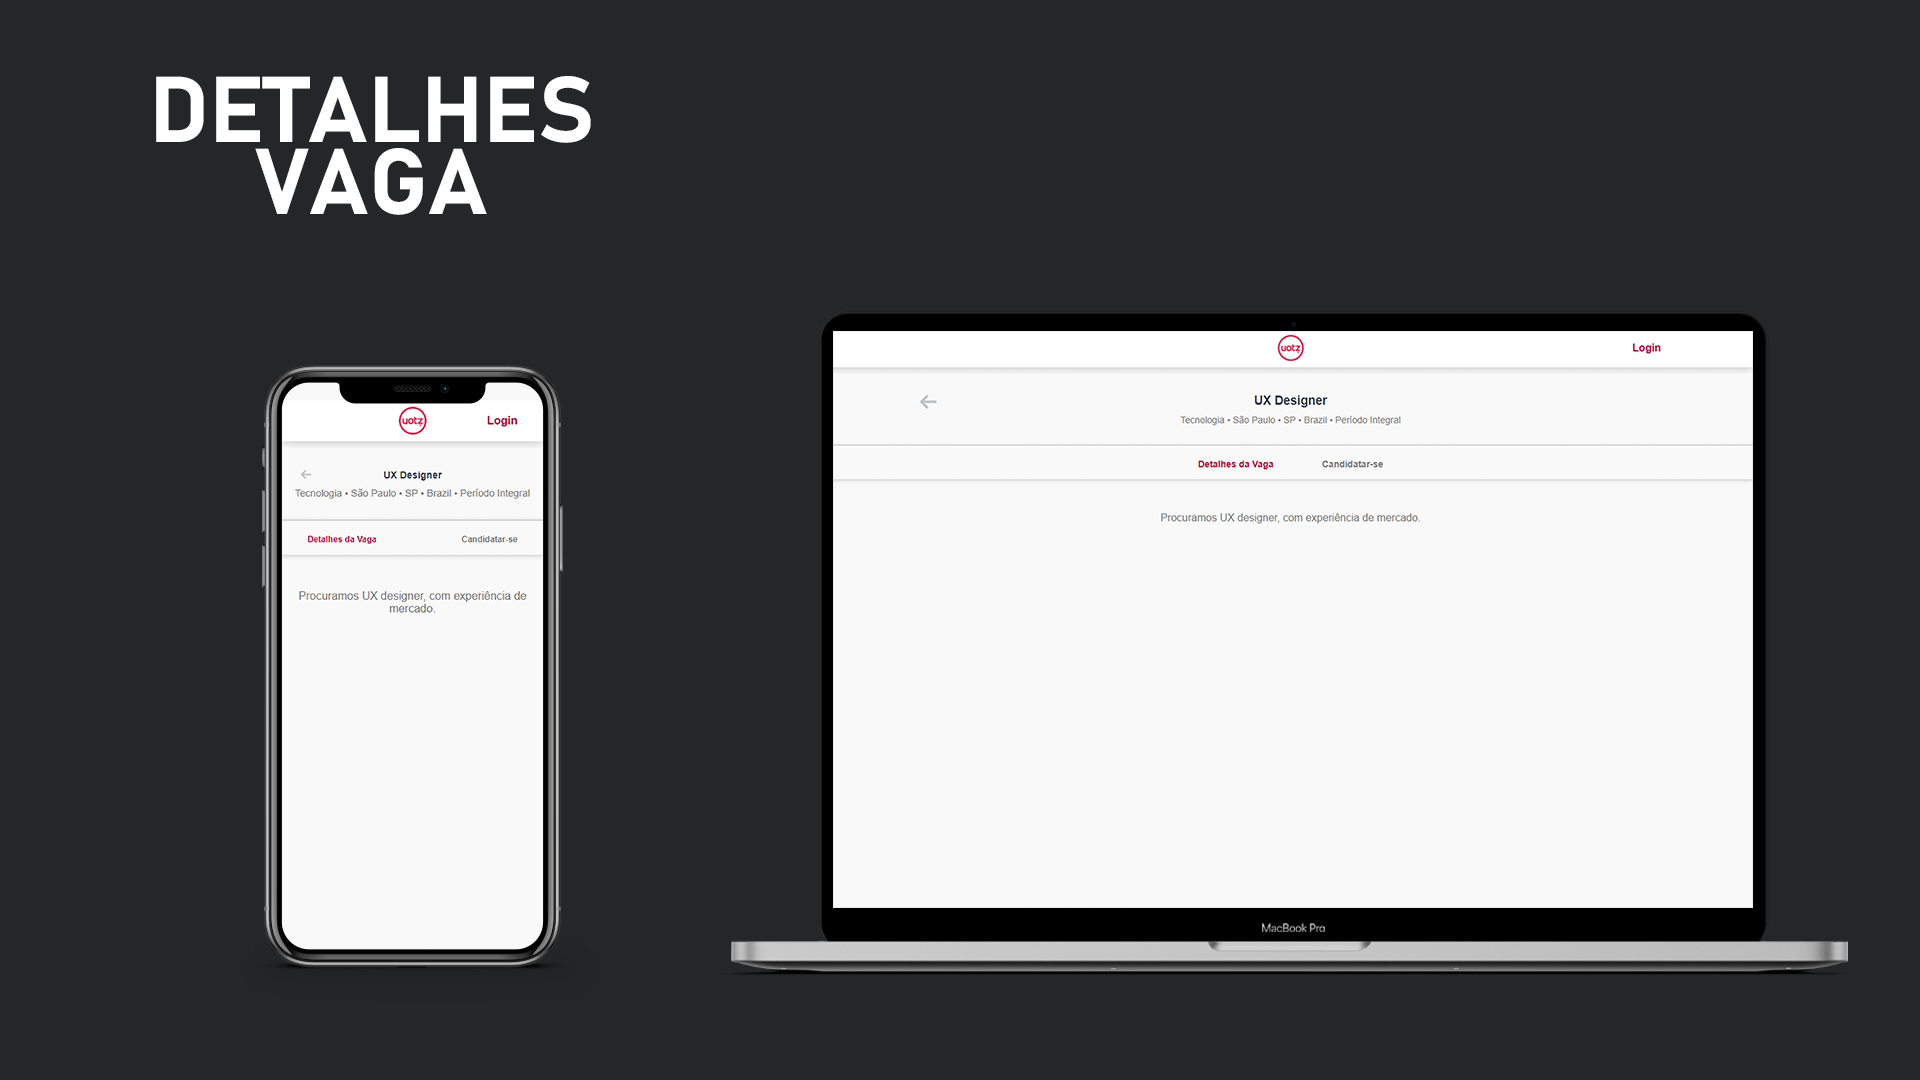 DETALHES
VAGA
uotz
Login
UX Designer
Tecnologia • São Paulo • SP • Brazil • Período Integral
Detalhes da Vaga
Candidatar-se
Procuramos UX designer, com experiência de
mercado.
uotz
Login
UX Designer
Tecnologia • São Paulo • SP • Brazil • Período Integral
Detalhes da Vaga
Candidatar-se
Procuramos UX designer, com experiência de mercado.
MacBook Pro